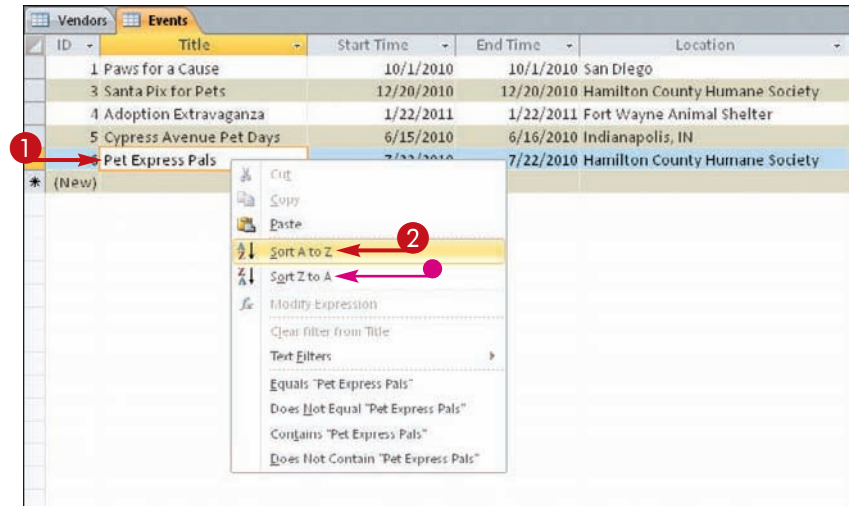 Vendors Events
ID Title Start Time End Time Location
1 Paws for a Cause 10/1/2010 10/1/2010 San Diego
3 Santa Pix for Pets 12/20/2010 12/20/2010 Hamilton County Humane Society
4 Adoption Extravaganza 1/22/2011 1/22/2011 Fort Wayne Animal Shelter
5 Cypress Avenue Pet Days 6/15/2010 6/16/2010 Indianapolis, IN
1 Pet Express Pals 7/22/2010 Hamilton County Humane Society
* (New)
Cut
Copy
Paste
Sort A to Z 2
Sort Z to A
Modify Expression
Clear filter from Title
Text Filters
Equals "Pet Express Pals"
Does Not Equal "Pet Express Pals"
Contains "Pet Express Pals"
Does Not Contain "Pet Express Pals"